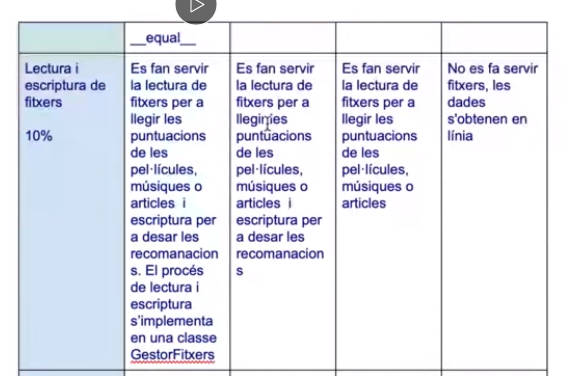 __equal__
Lectura i
escriptura de
fitxers
10%
Es fan servir
la lectura de
fitxers per a
llegir les
puntuacions
de les
pel·lícules,
músiques o
articles i
escriptura per
a desar les
recomanacion
s. El procés
de lectura i
escriptura
s'implementa
en una classe
GestorFitxers
Es fan servir
la lectura de
fitxers per a
llegir les
puntuacions
de les
pel·lícules,
músiques o
articles i
escriptura per
a desar les
recomanacion
s
Es fan servir
la lectura de
fitxers per a
llegir les
puntuacions
de les
pel·lícules,
músiques o
articles
No es fa servir
fitxers, les
dades
s'obtenen en
línia